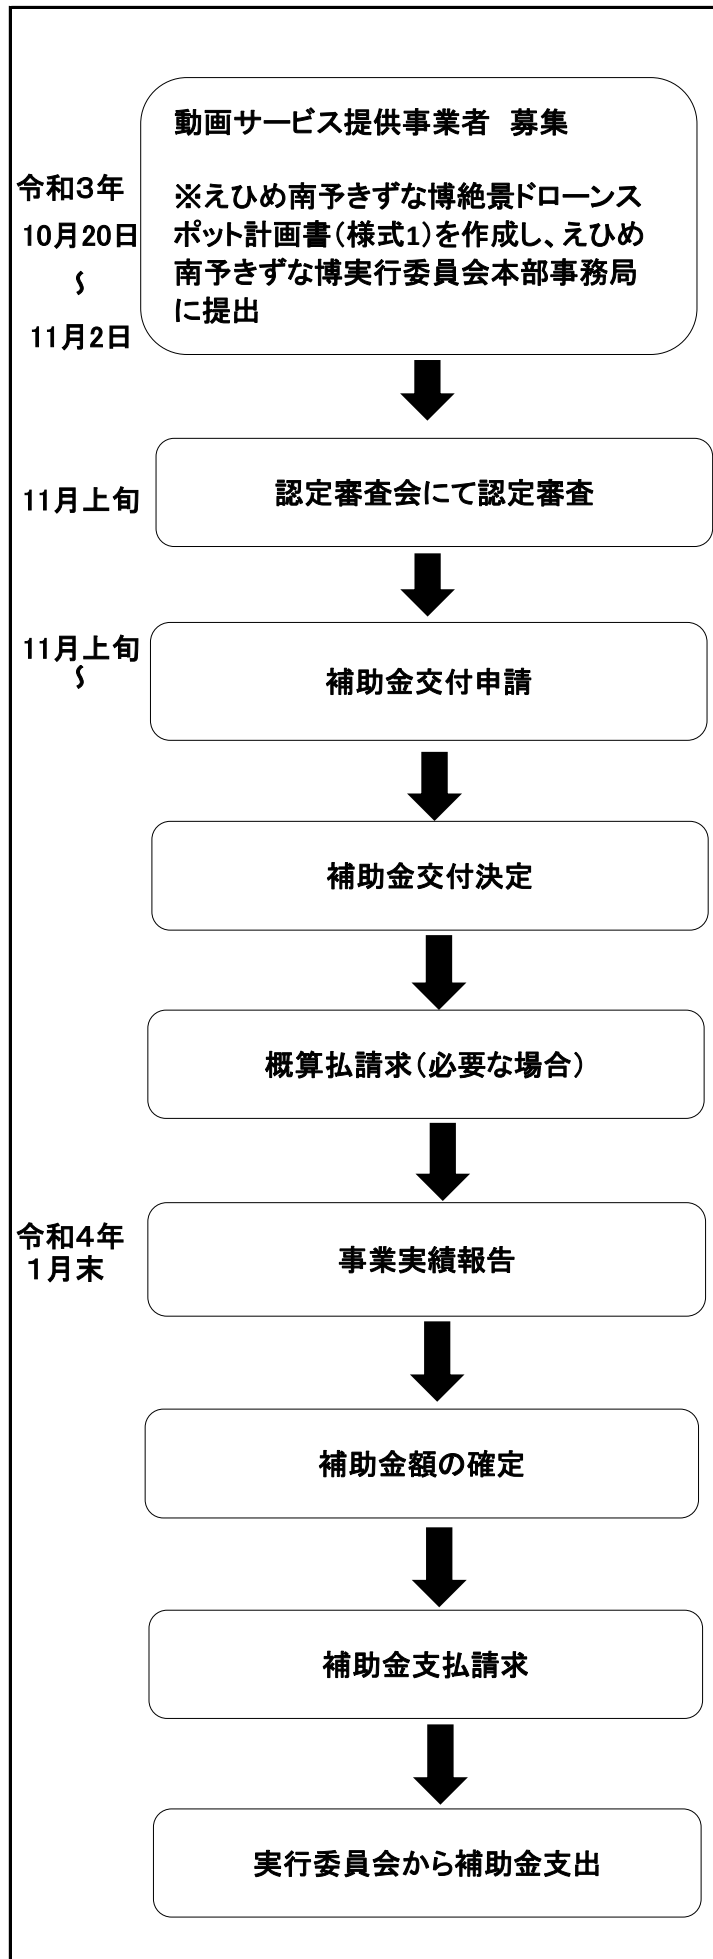 動画サービス提供事業者　募集
令和3年
10月20日
～
11月2日
※えひめ南予きずな博絶景ドローンス
ポット計画書(様式1)を作成し、えひめ
南予きずな博実行委員会本部事務局
に提出
11月上旬
認定審査会にて認定審査
11月上旬
～
補助金交付申請
補助金交付決定
概算払請求(必要な場合)
令和4年
1月末
事業実績報告
補助金額の確定
補助金支払請求
実行委員会から補助金支出